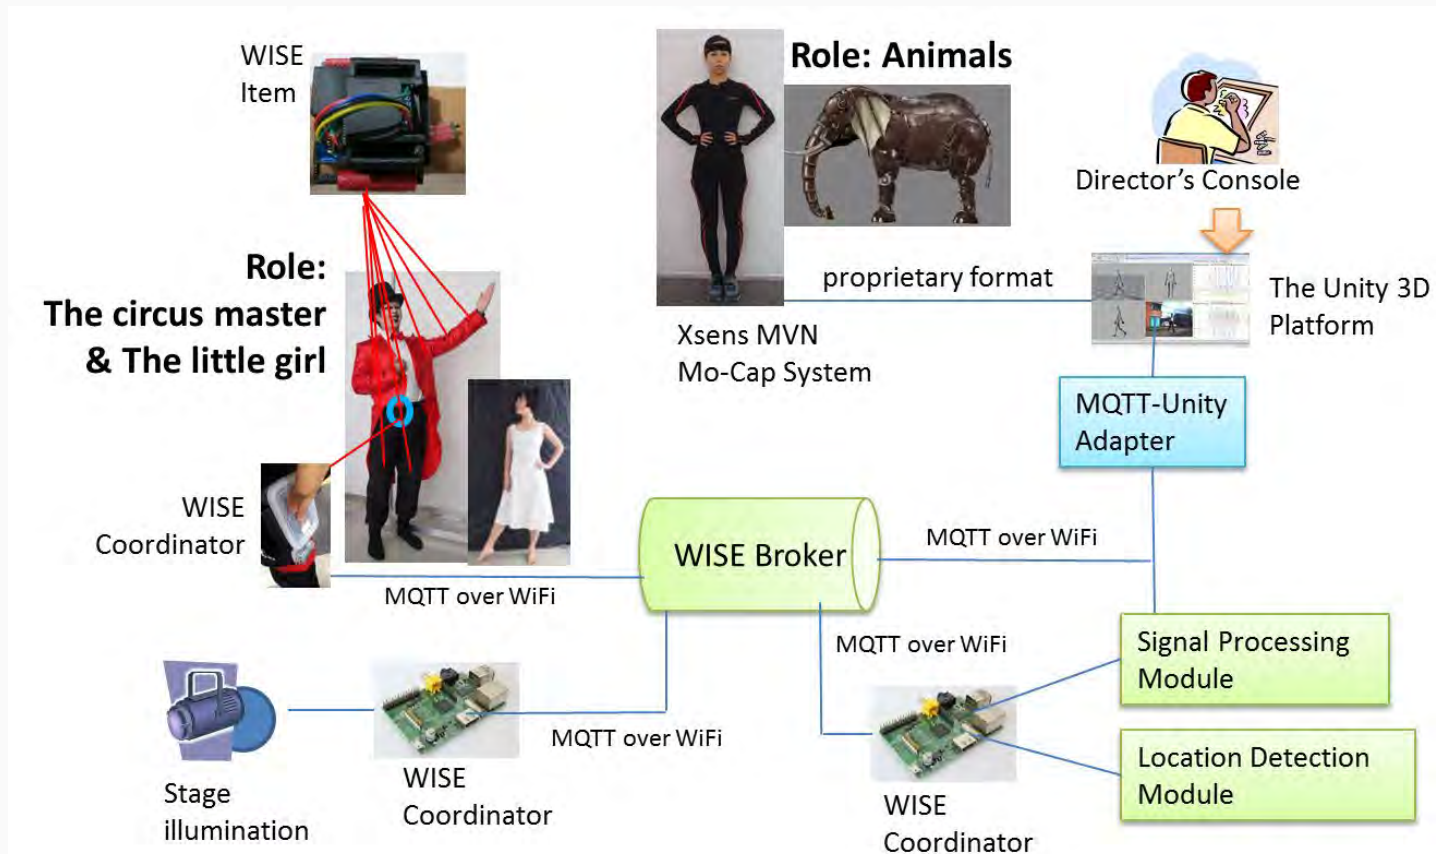 WISE
Item
Role: Animals
Director's Console
Role:
The circus master
& The little girl
proprietary format
The Unity 3D
Platform
Xsens MVN
Mo-Cap System
MQTT-Unity
Adapter
WISE
Coordinator
WISE Broker
MQTT over WiFi
MQTT over WiFi
MQTT over WiFi
Signal Processing
Module
MQTT over WiFi
Location Detection
Module
Stage
illumination
WISE
Coordinator
WISE
Coordinator